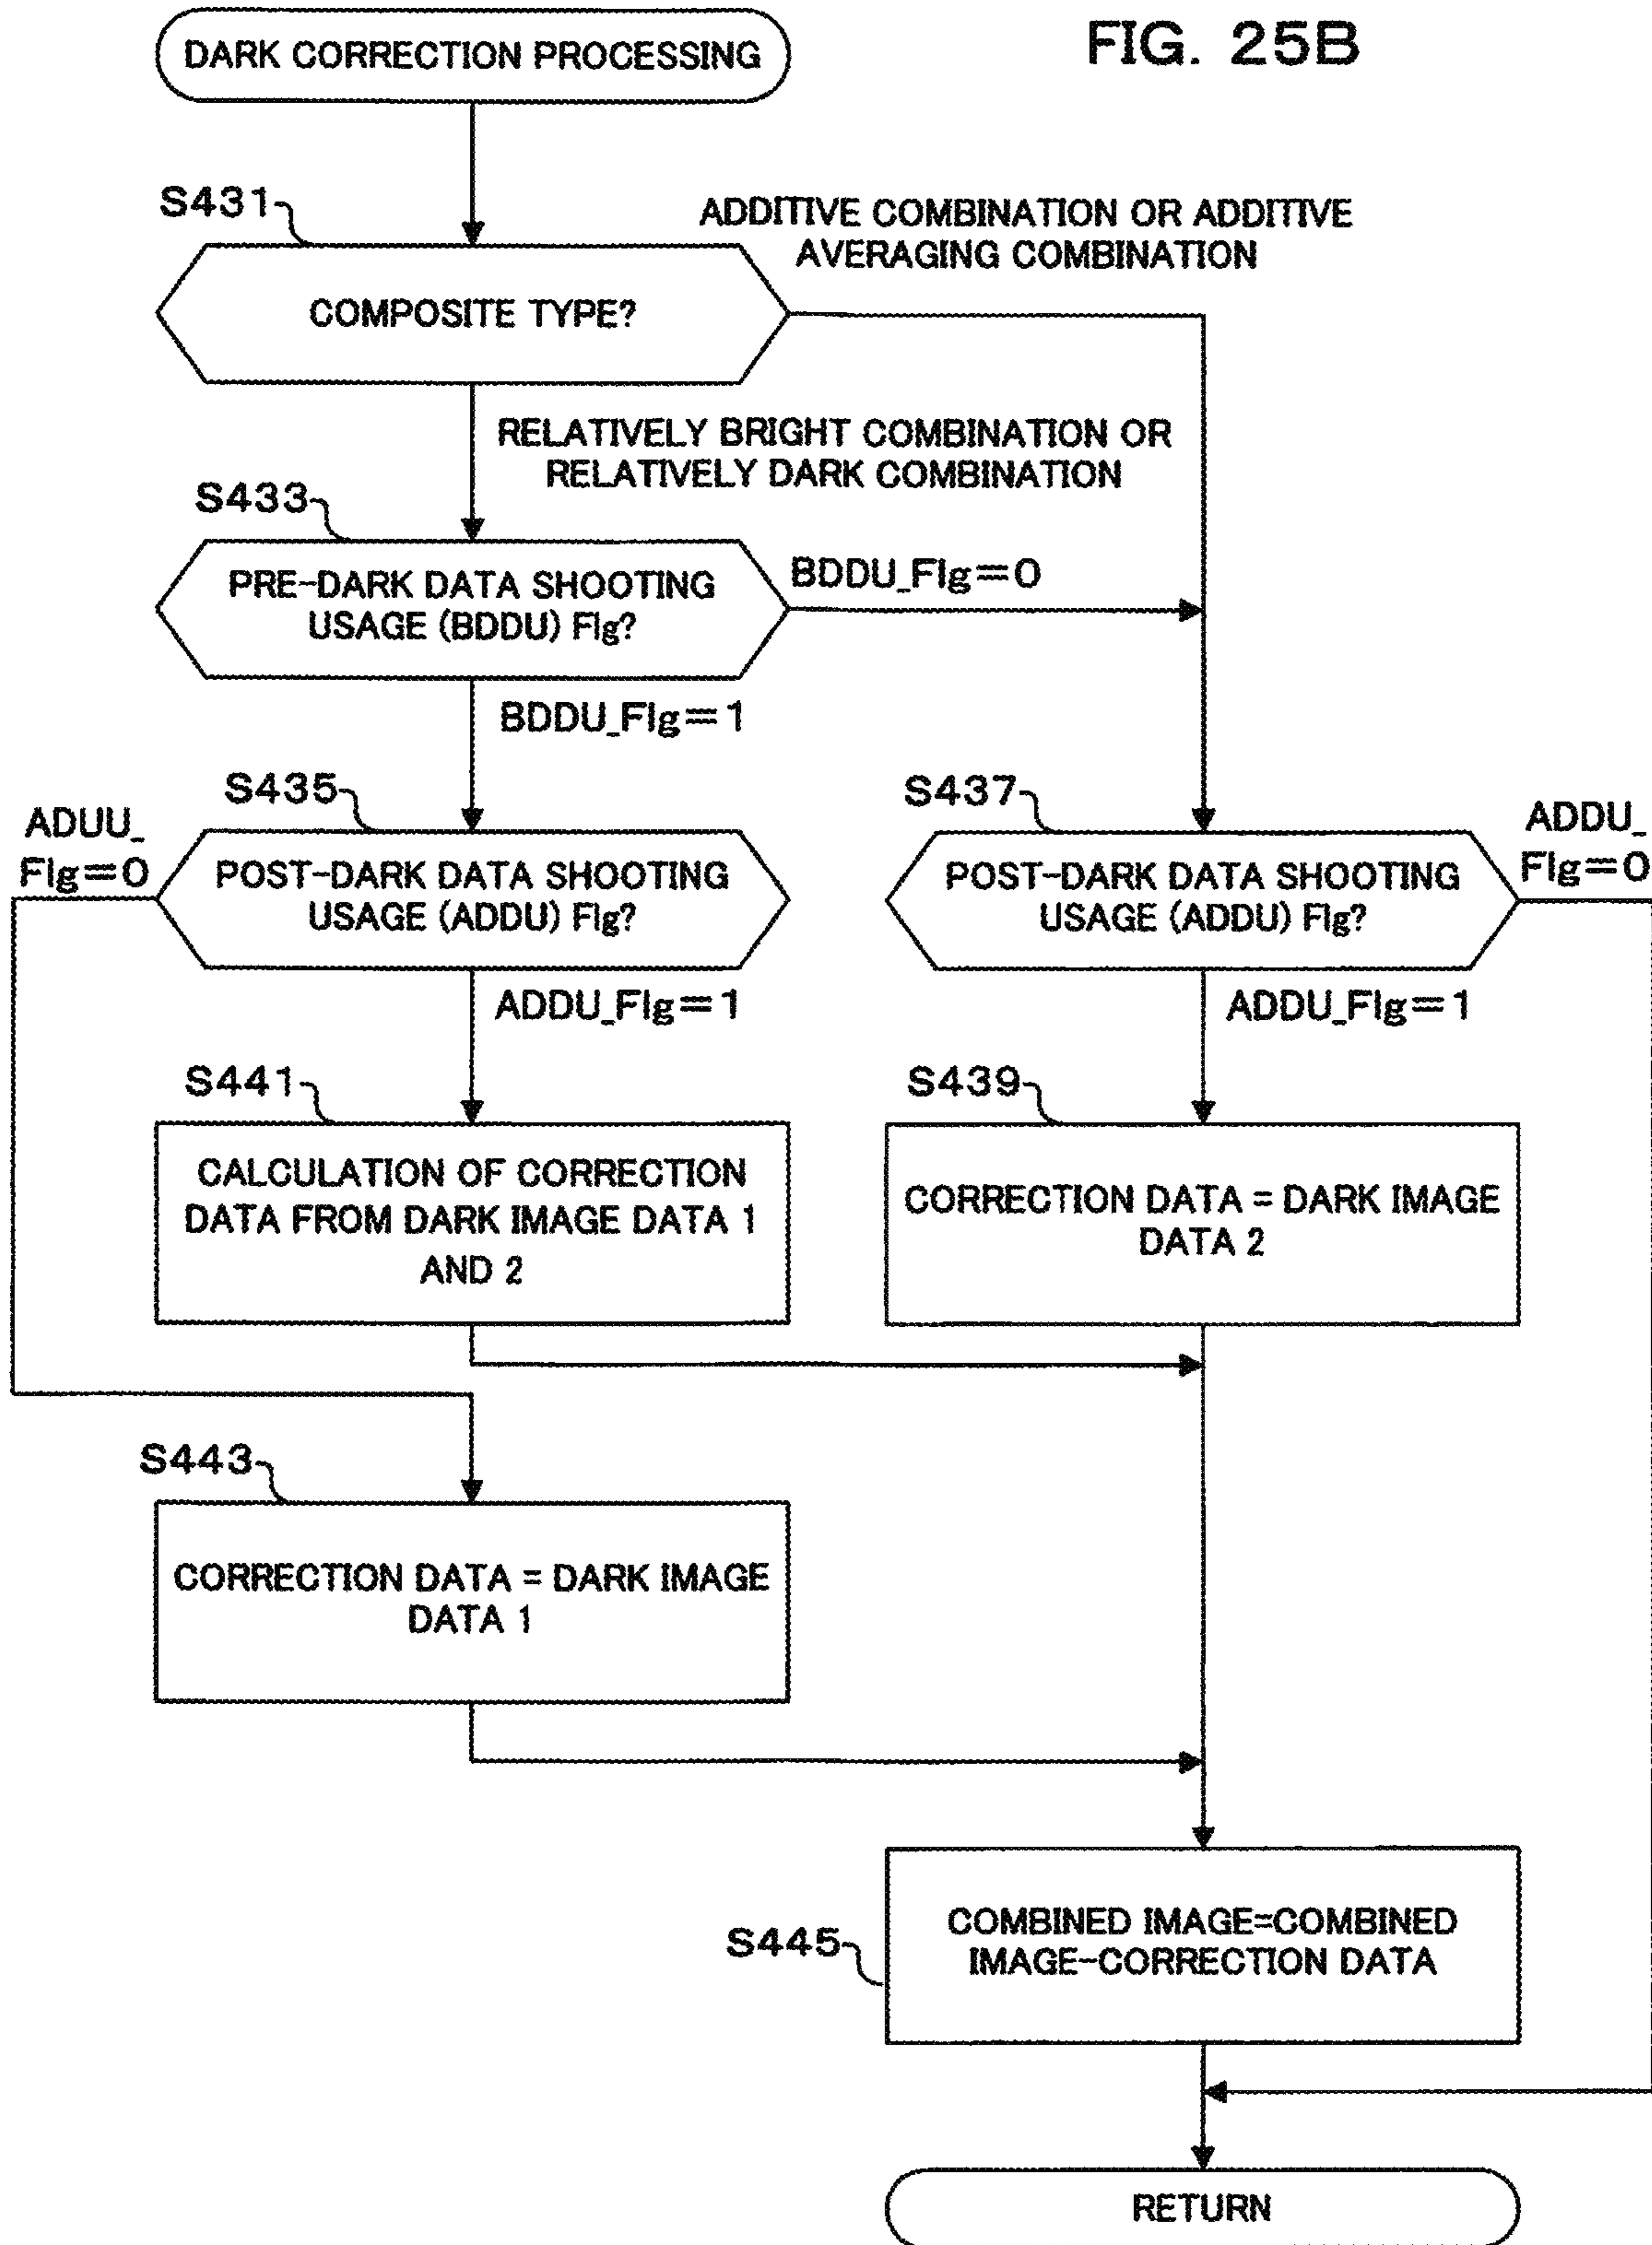 FIG. 25B
DARK CORRECTION PROCESSING
S431
COMPOSITE TYPE?
ADDITIVE COMBINATION OR ADDITIVE
AVERAGING COMBINATION
RELATIVELY BRIGHT COMBINATION OR
RELATIVELY DARK COMBINATION
S433
PRE-DARK DATA SHOOTING
USAGE (BDDU) Flg?
BDDU_Flg=0
BDDU_Flg=1
S435
ADUU_
Flg=0
POST-DARK DATA SHOOTING
USAGE (ADDU) Flg?
ADDU_Flg=1
S437
POST-DARK DATA SHOOTING
USAGE (ADDU) Flg?
ADDU_
Flg=0
ADDU_Flg=1
S441
CALCULATION OF CORRECTION
DATA FROM DARK IMAGE DATA 1
AND 2
S439
CORRECTION DATA = DARK IMAGE
DATA 2
S443
CORRECTION DATA = DARK IMAGE
DATA 1
S445
COMBINED IMAGE=COMBINED
IMAGE-CORRECTION DATA
RETURN